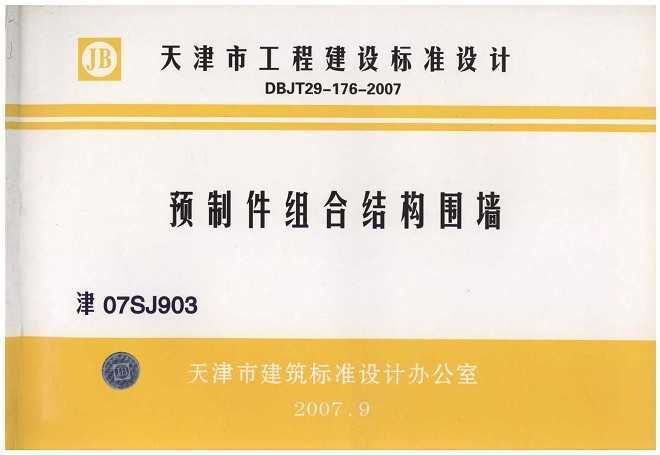 JB
天津市工程建设标准设计
DBJT29-176-2007
预制件组合结构围墙
津 07SJ903
JB
天津市建筑标准设计办公室
2007.9